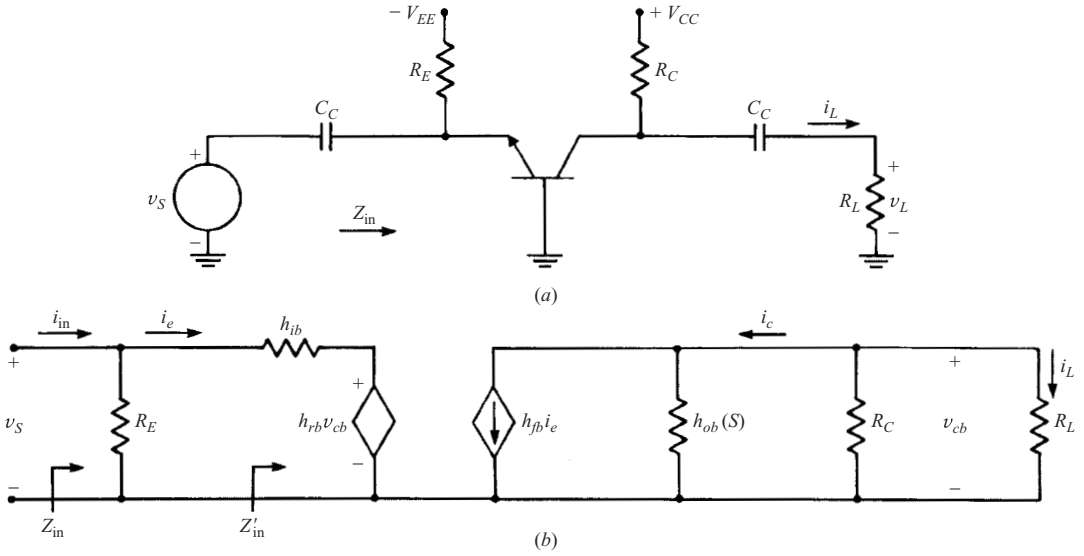 − V_EE
+ V_CC
R_E
R_C
C_C
C_C
i_L
+
+
v_S
Z_in
R_L
v_L
−
−
(a)
i_in
i_e
h_ib
i_c
+
+
+
i_L
v_S
R_E
h_rb v_cb
h_fb i_e
h_ob (S)
R_C
v_cb
R_L
−
−
−
Z_in
Z'_in
(b)